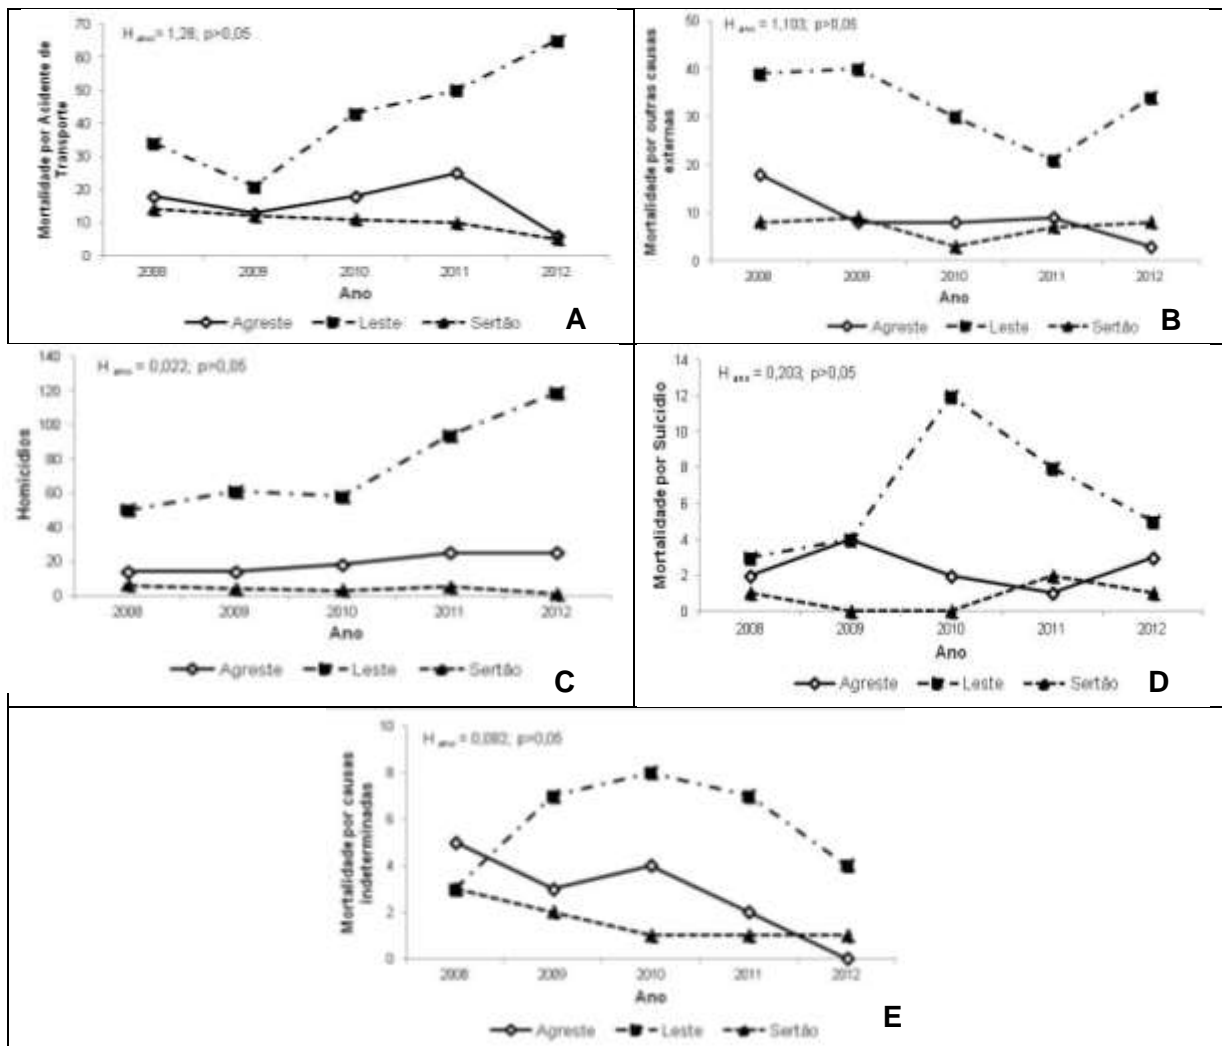 H ano = 1,28; p>0,05
Mortalidade por Acidente de
Transporte
70
60
50
40
30
20
10
0
2008 2009 2010 2011 2012
Ano
Agreste Leste Sertão
A
H ano = 1,103; p>0,05
Mortalidade por outras causas
externas
50
40
30
20
10
0
2008 2009 2010 2011 2012
Ano
Agreste Leste Sertão
B
H ano = 0,022; p>0,05
Homicídios
140
120
100
80
60
40
20
0
2008 2009 2010 2011 2012
Ano
Agreste Leste Sertão
C
H ano = 0,203; p>0,05
Mortalidade por Suicídio
14
12
10
8
6
4
2
0
2008 2009 2010 2011 2012
Ano
Agreste Leste Sertão
D
H ano = 0,082; p>0,05
Mortalidade por causas
indeterminadas
10
8
6
4
2
0
2008 2009 2010 2011 2012
Ano
Agreste Leste Sertão
E